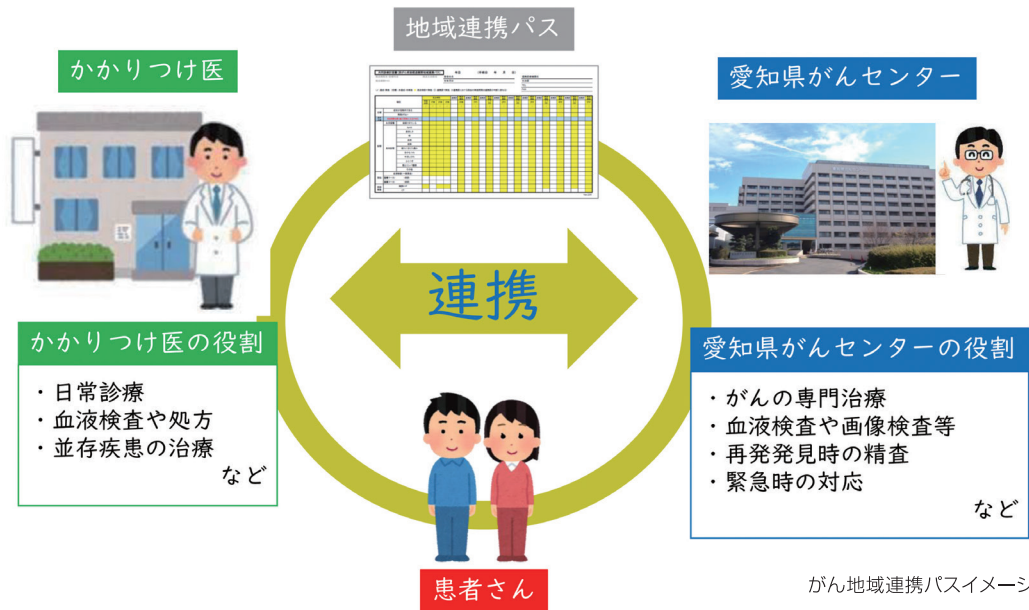 地域連携パス
かかりつけ医
愛知県がんセンター
連携
かかりつけ医の役割
・日常診療
・血液検査や処方
・並存疾患の治療
など
愛知県がんセンターの役割
・がんの専門治療
・血液検査や画像検査等
・再発発見時の精査
・緊急時の対応
など
患者さん
がん地域連携パスイメージ